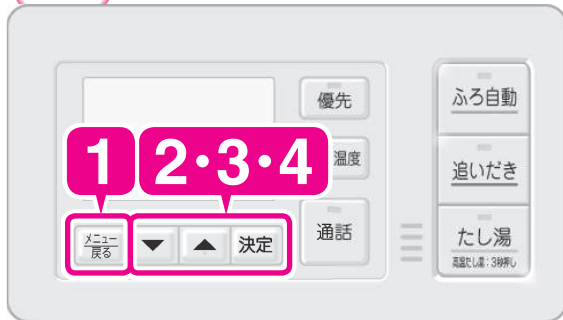 優先
ふろ自動
1
2・3・4
温度
追いだき
メニュー
戻る
決定
通話
たし湯
高温たし湯：3秒押し